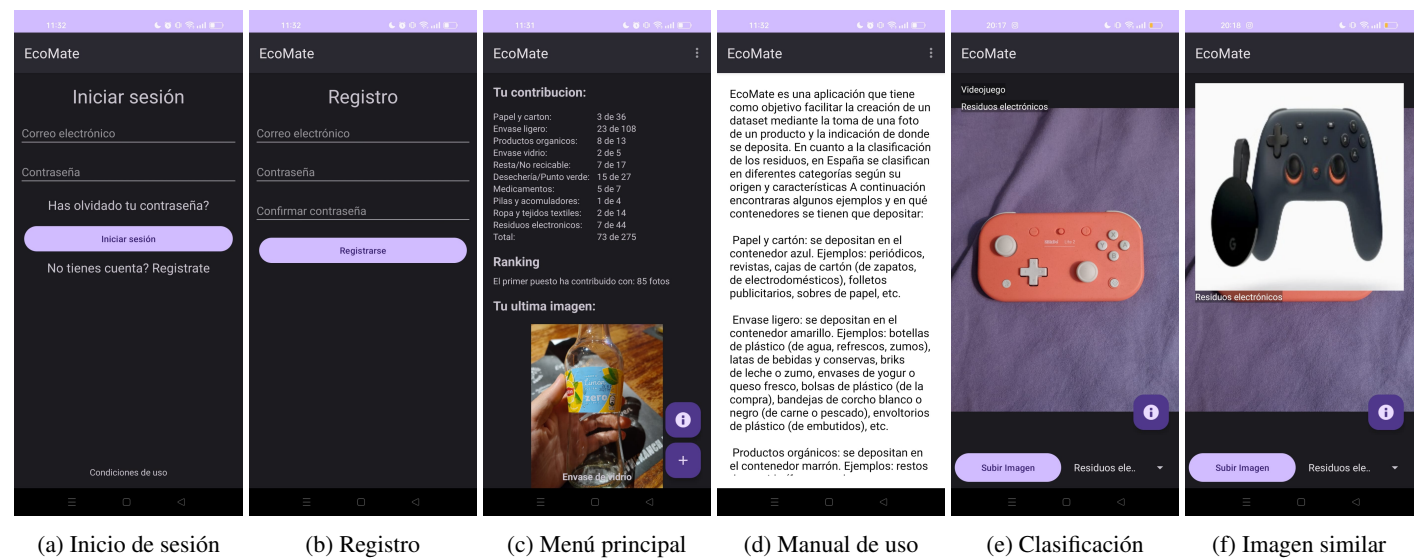 11:32
EcoMate
Iniciar sesión
Correo electrónico
Contraseña
Has olvidado tu contraseña?
Iniciar sesión
No tienes cuenta? Registrate
Condiciones de uso
(a) Inicio de sesión
11:32
EcoMate
Registro
Correo electrónico
Contraseña
Confirmar contraseña
Registrarse
(b) Registro
11:31
EcoMate
Tu contribucion:
Papel y carton: 3 de 36
Envase ligero: 23 de 108
Productos organicos: 8 de 13
Envase vidrio: 2 de 5
Resta/No recicable: 7 de 17
Desechería/Punto verde: 15 de 27
Medicamentos: 5 de 7
Pilas y acomuladores: 1 de 4
Ropa y tejidos textiles: 2 de 14
Residuos electronicos: 7 de 44
Total: 73 de 275
Ranking
El primer puesto ha contribuido con: 85 fotos
Tu ultima imagen:
zero
Envase de vidrio
(c) Menú principal
11:32
EcoMate
EcoMate es una aplicación que tiene
como objetivo facilitar la creación de un
dataset mediante la toma de una foto
de un producto y la indicación de donde
se deposita. En cuanto a la clasificación
de los residuos, en España se clasifican
en diferentes categorías según su
origen y características A continuación
encontraras algunos ejemplos y en qué
contenedores se tienen que depositar:
Papel y cartón: se depositan en el
contenedor azul. Ejemplos: periódicos,
revistas, cajas de cartón (de zapatos,
de electrodomésticos), folletos
publicitarios, sobres de papel, etc.
Envase ligero: se depositan en el
contenedor amarillo. Ejemplos: botellas
de plástico (de agua, refrescos, zumos),
latas de bebidas y conservas, briks
de leche o zumo, envases de yogur o
queso fresco, bolsas de plástico (de la
compra), bandejas de corcho blanco o
negro (de carne o pescado), envoltorios
de plástico (de embutidos), etc.
Productos orgánicos: se depositan en
el contenedor marrón. Ejemplos: restos
(d) Manual de uso
20:17
EcoMate
Videojuego
Residuos electrónicos
Subir Imagen
Residuos ele..
(e) Clasificación
20:18
EcoMate
Residuos electrónicos
Subir Imagen
Residuos ele..
(f) Imagen similar